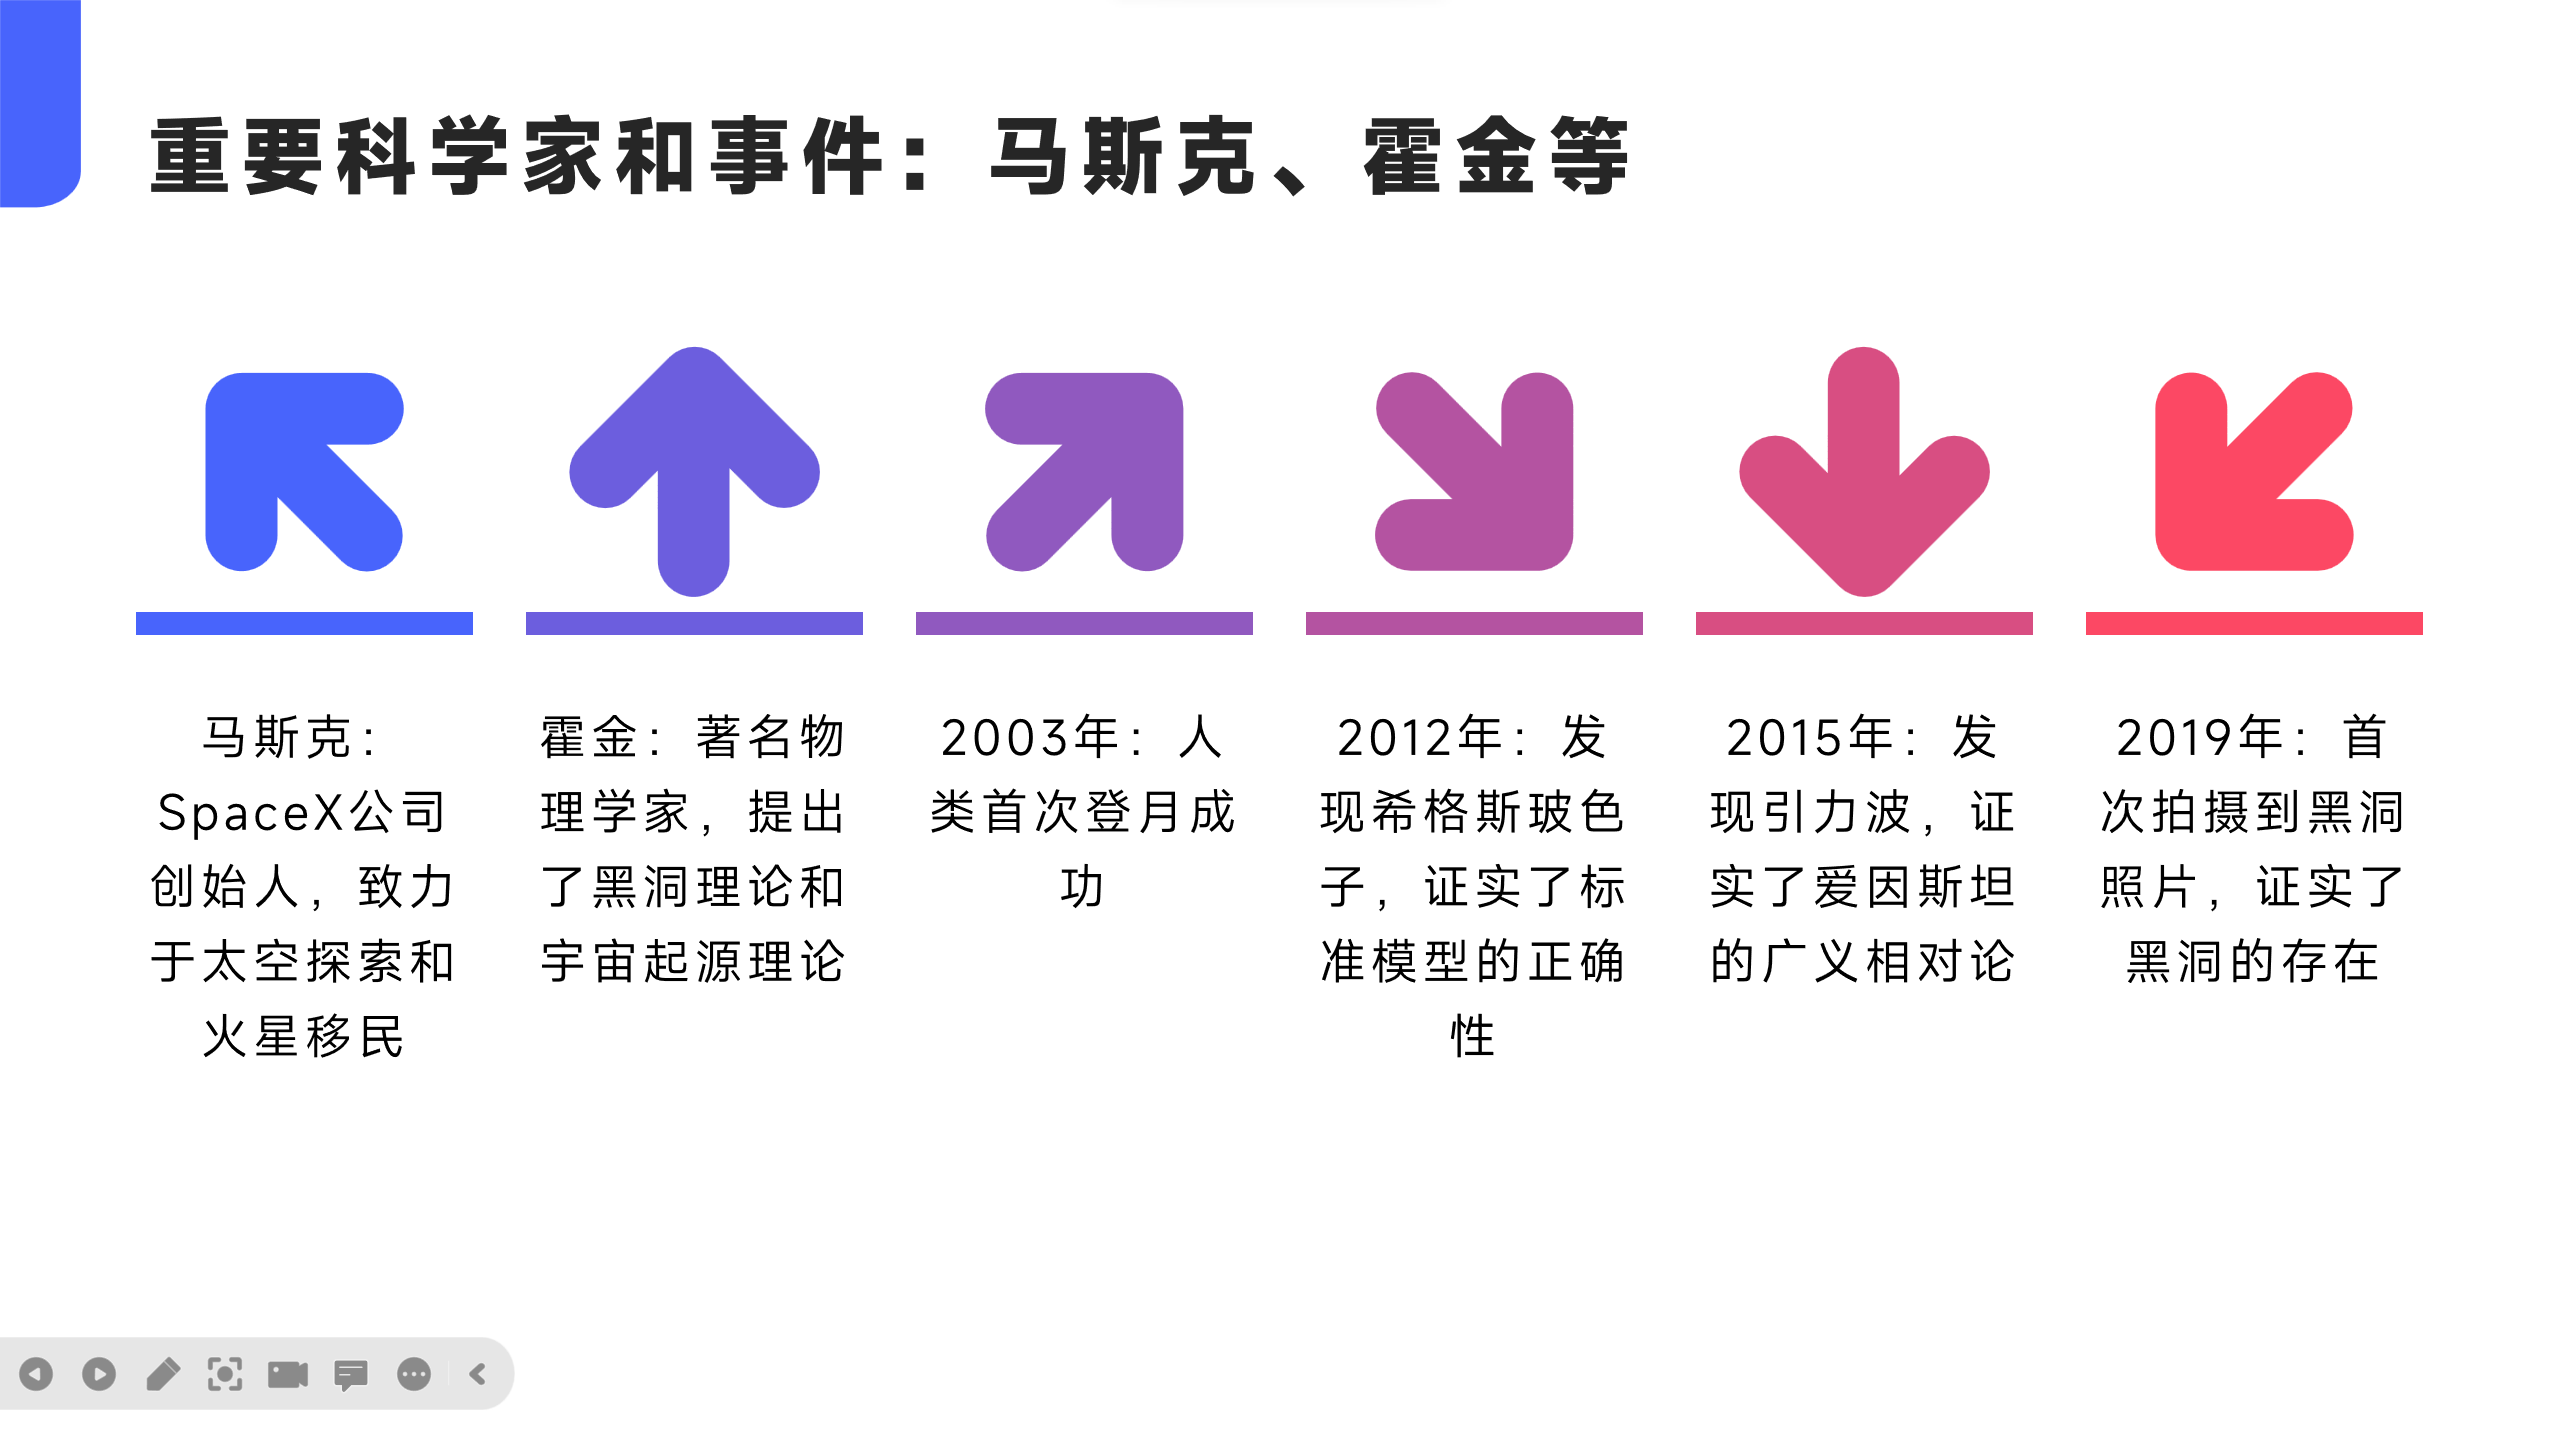 重要科学家和事件：马斯克、霍金等
马斯克：
SpaceX公司
创始人，致力
于太空探索和
火星移民
霍金：著名物
理学家，提出
了黑洞理论和
宇宙起源理论
2003年：人
类首次登月成
功
2012年：发
现希格斯玻色
子，证实了标
准模型的正确
性
2015年：发
现引力波，证
实了爱因斯坦
的广义相对论
2019年：首
次拍摄到黑洞
照片，证实了
黑洞的存在